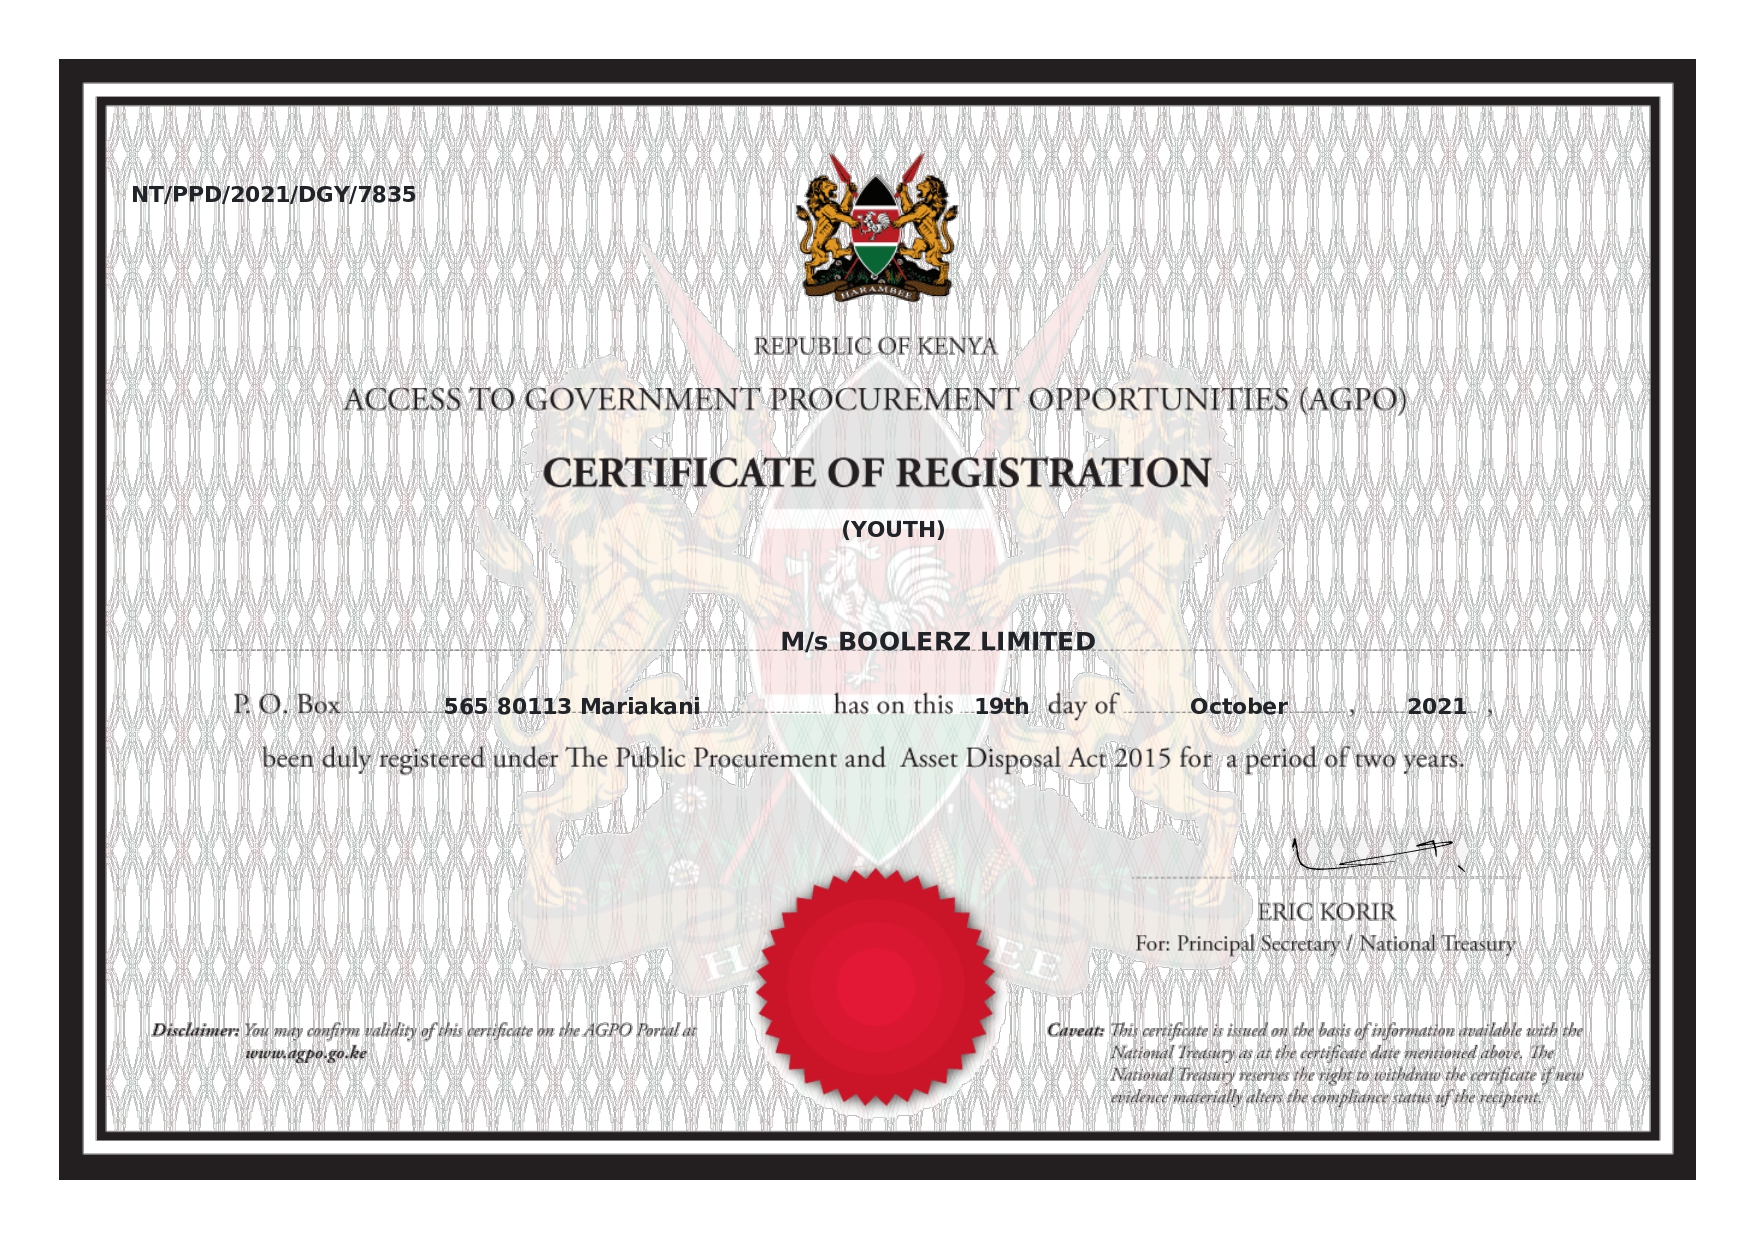 NT/PPD/2021/DGY/7835
HARAMBEE
REPUBLIC OF KENYA
ACCESS TO GOVERNMENT PROCUREMENT OPPORTUNITIES (AGPO)
CERTIFICATE OF REGISTRATION
(YOUTH)
M/s BOOLERZ LIMITED
P. O. Box 565 80113 Mariakani has on this 19th day of October , 2021 ,
been duly registered under The Public Procurement and Asset Disposal Act 2015 for a period of two years.
ERIC KORIR
For: Principal Secretary / National Treasury
H EE
Disclaimer: You may confirm validity of this certificate on the AGPO Portal at
www.agpo.go.ke
Caveat: This certificate is issued on the basis of information available with the
National Treasury as at the certificate date mentioned above. The
National Treasury reserves the right to withdraw the certificate if new
evidence materially alters the compliance status of the recipient.